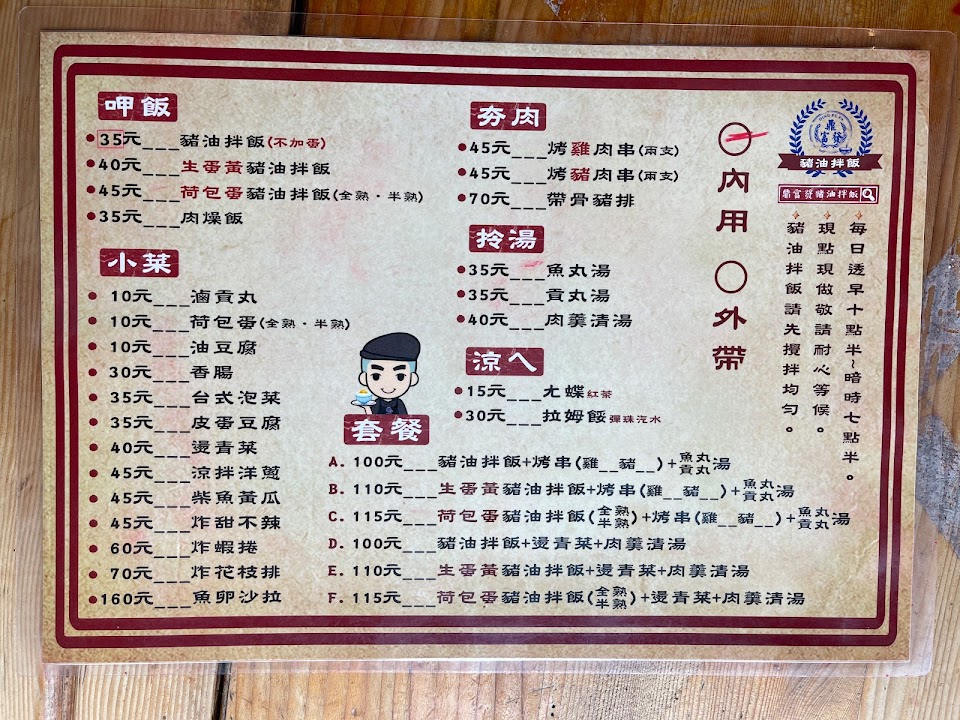 呷飯
35元___豬油拌飯(不加蛋)
40元___生蛋黃豬油拌飯
45元___荷包蛋豬油拌飯(全熟・半熟)
35元___肉燥飯
小菜
10元___滷貢丸
10元___荷包蛋(全熟・半熟)
10元___油豆腐
30元___香腸
35元___台式泡菜
35元___皮蛋豆腐
40元___燙青菜
45元___涼拌洋蔥
45元___柴魚黃瓜
45元___炸甜不辣
60元___炸蝦捲
70元___炸花枝排
160元___魚卵沙拉
夯肉
45元___烤雞肉串(兩支)
45元___烤豬肉串(兩支)
70元___帶骨豬排
拎湯
35元___魚丸湯
35元___貢丸湯
40元___肉羹清湯
涼ㄟ
15元___尢蝶紅茶
30元___拉姆餒彈珠汽水
套餐
A.100元___豬油拌飯+烤串(雞__豬__)+魚丸貢丸湯
B.110元___生蛋黃豬油拌飯+烤串(雞__豬__)+魚丸貢丸湯
C.115元___荷包蛋豬油拌飯(全熟半熟)+烤串(雞__豬__)+魚丸貢丸湯
D.100元___豬油拌飯+燙青菜+肉羹清湯
E.110元___生蛋黃豬油拌飯+燙青菜+肉羹清湯
F.115元___荷包蛋豬油拌飯(全熟半熟)+燙青菜+肉羹清湯
○內用○外帶
鼎富發
豬油拌飯
鼎富發豬油拌飯
每日透早十點半~暗時七點半。
現點現做敬請耐心等候。
豬油拌飯請先攪拌均勻。